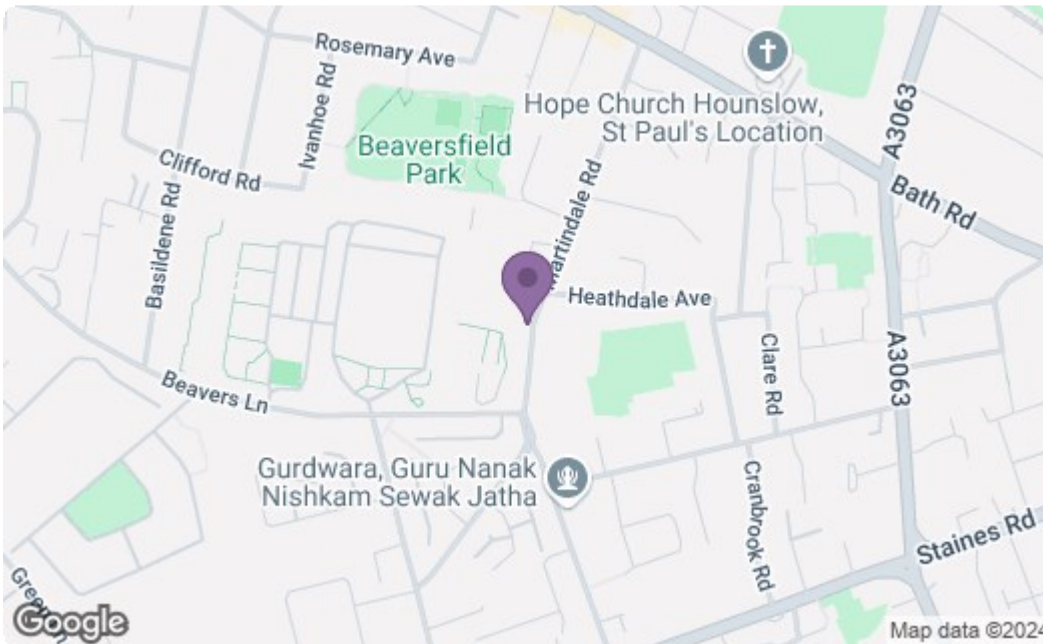 Rosemary Ave
Ivanhoe Rd
Hope Church Hounslow,
St Paul's Location
A3063
Beaversfield
Park
Clifford Rd
Bath Rd
Martindale Rd
Basildene Rd
Heathdale Ave
Clare Rd
A3063
Beavers Ln
Gurdwara, Guru Nanak
Nishkam Sewak Jatha
Cranbrook Rd
Staines Rd
Google
Map data ©2024